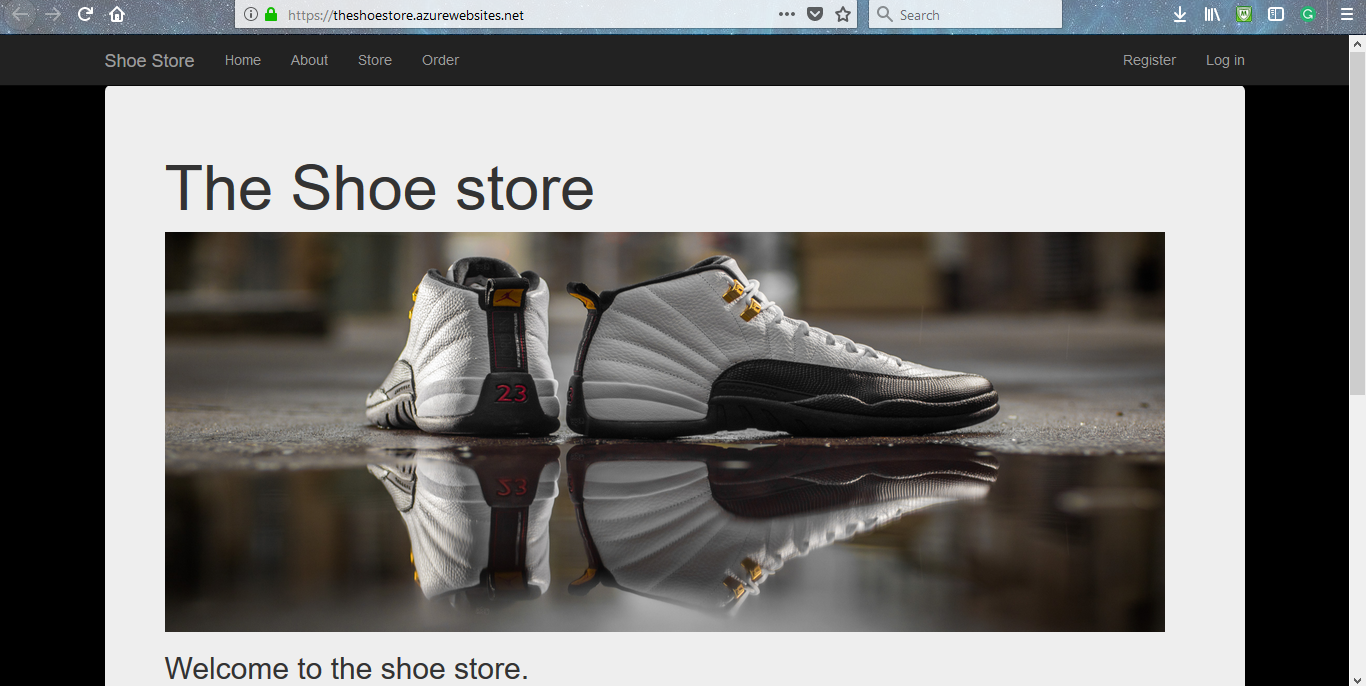 https://theshoestore.azurewebsites.net
Search
Shoe Store
Home
About
Store
Order
Register
Log in
The Shoe store
23
23
Welcome to the shoe store.